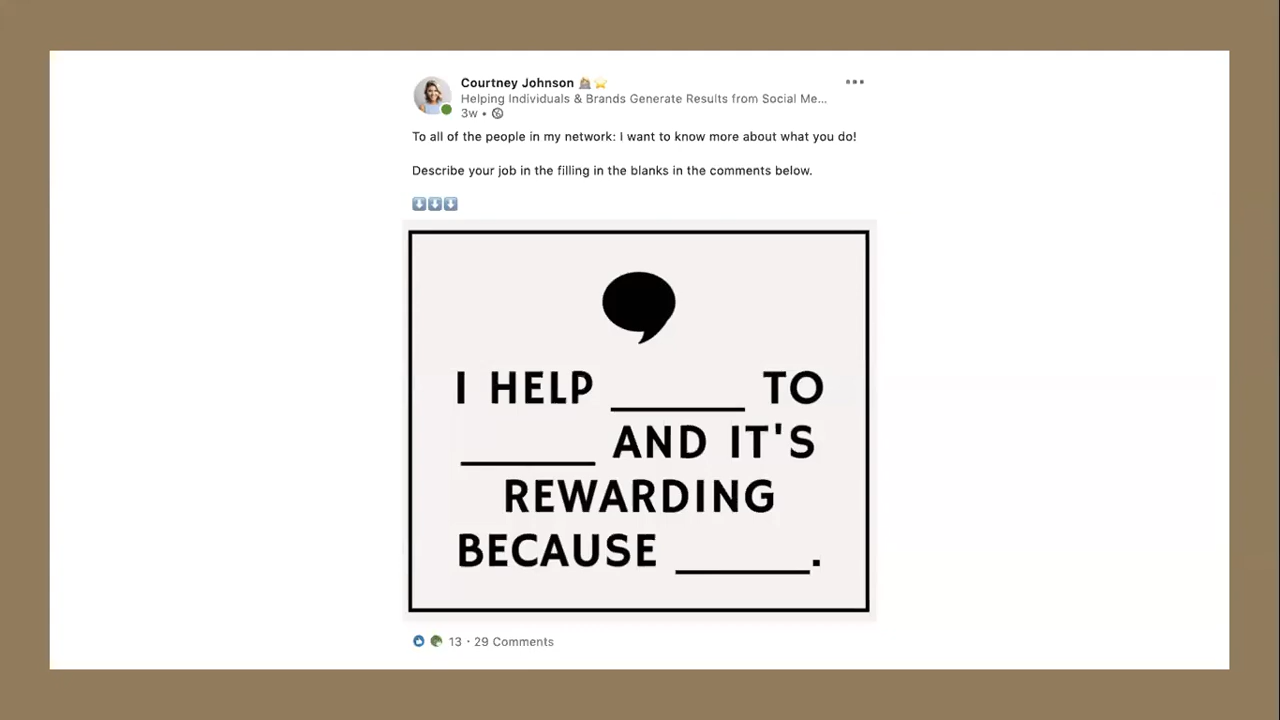 Courtney Johnson
Helping Individuals & Brands Generate Results from Social Me...
3w •
To all of the people in my network: I want to know more about what you do!
Describe your job in the filling in the blanks in the comments below.
I HELP ______ TO
______ AND IT'S
REWARDING
BECAUSE ______.
13 · 29 Comments